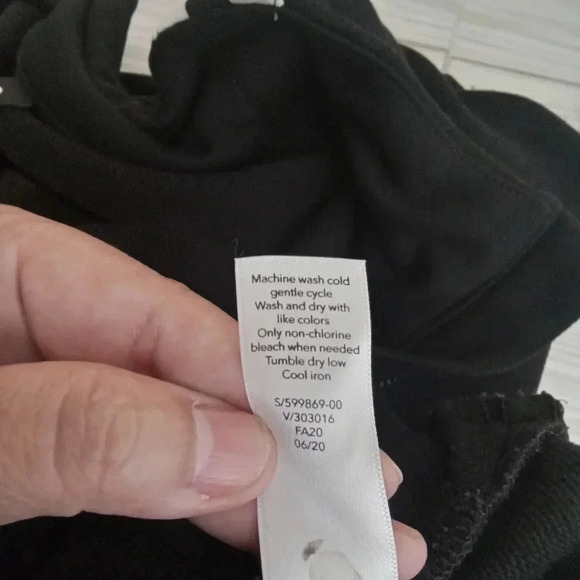 Machine wash cold
gentle cycle
Wash and dry with
like colors
Only non-chlorine
bleach when needed
Tumble dry low
Cool iron
S/599869-00
V/303016
FA20
06/20